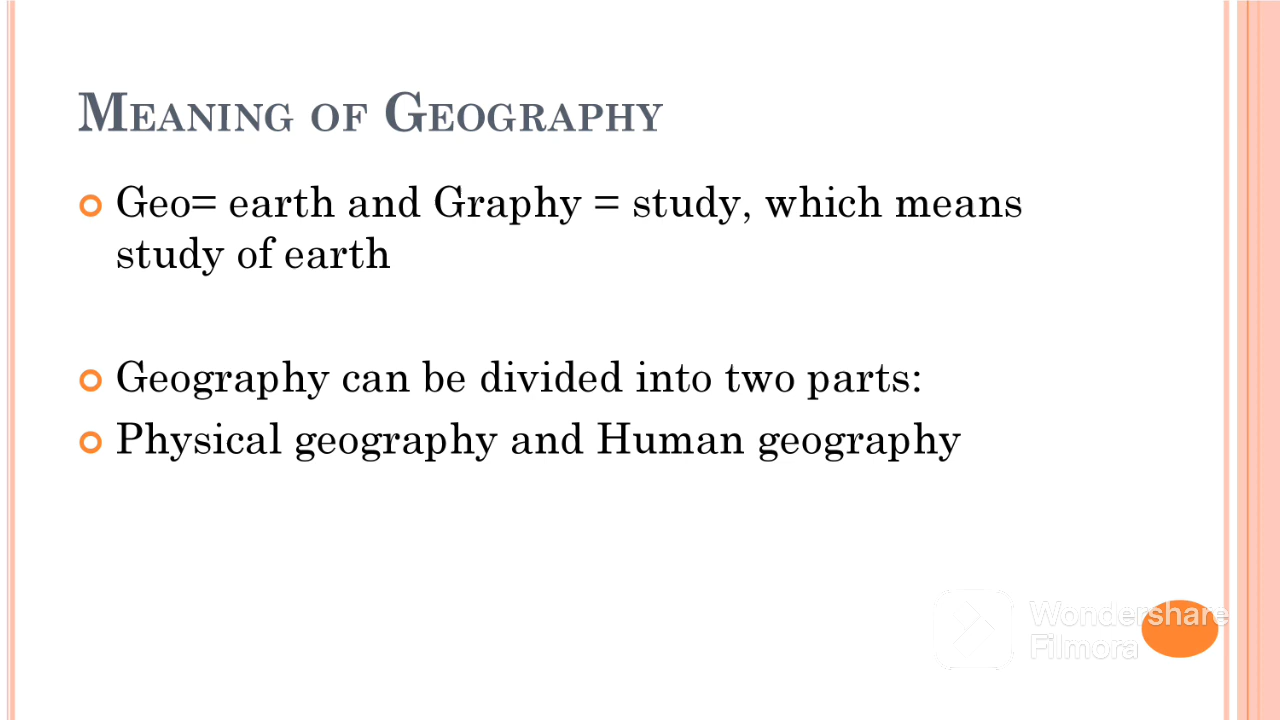 Meaning of Geography
Geo= earth and Graphy = study, which means
study of earth
Geography can be divided into two parts:
Physical geography and Human geography
Wondershare
Filmora